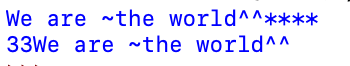 We are ~the world^^****
33We are ~the world^^